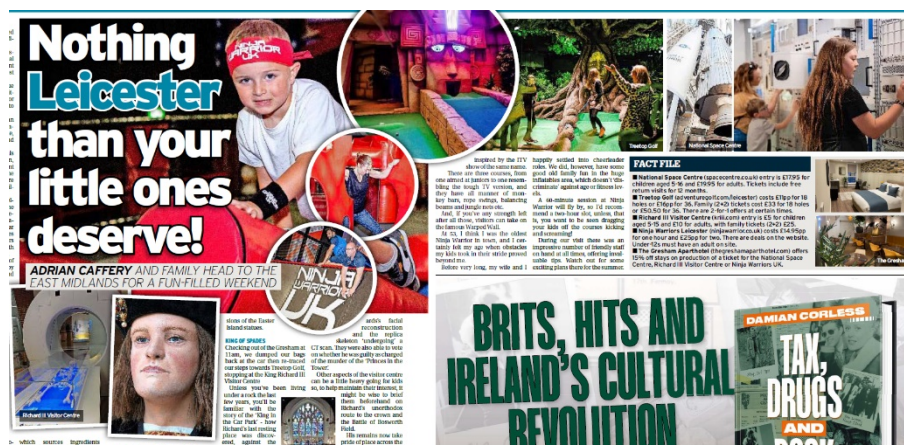 Nothing
Leicester
than your
little ones
deserve!
ADRIAN CAFFERY AND FAMILY HEAD TO THE
EAST MIDLANDS FOR A FUN-FILLED WEEKEND
NINJA
WARRIOR
UK
NINJA
WARRIOR
UK
Treetop Golf
National Space Centre
Richard III Visitor Centre
sions of the Easter
Island statues.
KING OF SPADES
Checking out of the Gresham at
11am, we dumped our bags
back at the car then re-traced
our steps towards Treetop Golf,
stopping at the King Richard III
Visitor Centre
Unless you've been living
under a rock the last
few years, you'll be
familiar with the
story of the 'King in
the Car Park' - how
Richard's last resting
place was discov-
ered, against the
which sources ingredients
ard's facial
reconstruction
and the replica
skeleton 'undergoing' a
CT scan. They were also able to vote
on whether he was guilty as charged
of the murder of the 'Princes in the
Tower'.
Other aspects of the visitor centre
can be a little heavy going for kids
so, to help maintain their interest, it
might be wise to brief
them beforehand on
Richard's unorthodox
route to the crown and
the Battle of Bosworth
Field.
His remains now take
pride of place across the
inspired by the ITV
show of the same name.
There are three courses, from
one aimed at juniors to one resem-
bling the tough TV version, and
they have all manner of mon-
key bars, rope swings, balancing
beams and jungle nets etc.
And, if you've any strength left
after all those, visitors can take on
the famous Warped Wall.
At 53, I think I was the oldest
Ninja Warrior in town, and I cer-
tainly felt my age when obstacles
my kids took in their stride proved
beyond me.
Before very long, my wife and I
happily settled into cheerleader
roles. We did, however, have some
good old family fun in the huge
inflatables area, which doesn't 'dis-
criminate' against age or fitness lev-
A 60-minute session at Ninja
Warrior will fly by, so I'd recom-
mend a two-hour slot, unless, that
is, you want to be seen dragging
your kids off the courses kicking
and screaming!
During our visit there was an
impressive number of friendly staff
on hand at all times, offering inval-
uable tips. Watch out for some
exciting plans there for the summer
FACT FILE
■ National Space Centre (spacecentre.co.uk) entry is £17.95 for
children aged 5-16 and £19.95 for adults. Tickets include free
return visits for 12 months.
■ Treetop Golf (adventuregolf.com/leicester) costs £11pp for 18
holes or £16pp for 36. Family (2+2) tickets cost £33 for 18 holes
or £50.50 for 36. There are 2-for-1 offers at certain times.
■ Richard III Visitor Centre (kriii.com) entry is £5 for children
aged 5-15 and £10 for adults, with family tickets (2+2) £25.
■ Ninja Warriors Leicester (ninjawarrior.co.uk) costs £14.95pp
for one hour and £25pp for two. There are deals on the website.
Under-12s must have an adult on site.
■ The Gresham Aparthotel (thegreshamaparthotel.com) offers
15% off stays on production of a ticket for the National Space
Centre, Richard III Visitor Centre or Ninja Warriors UK.
The Gresham
BRITS, HITS AND
IRELAND'S CULTURAL
REVOLUTION
DAMIAN CORLESS
TAX,
DRUGS
AND
ROCK